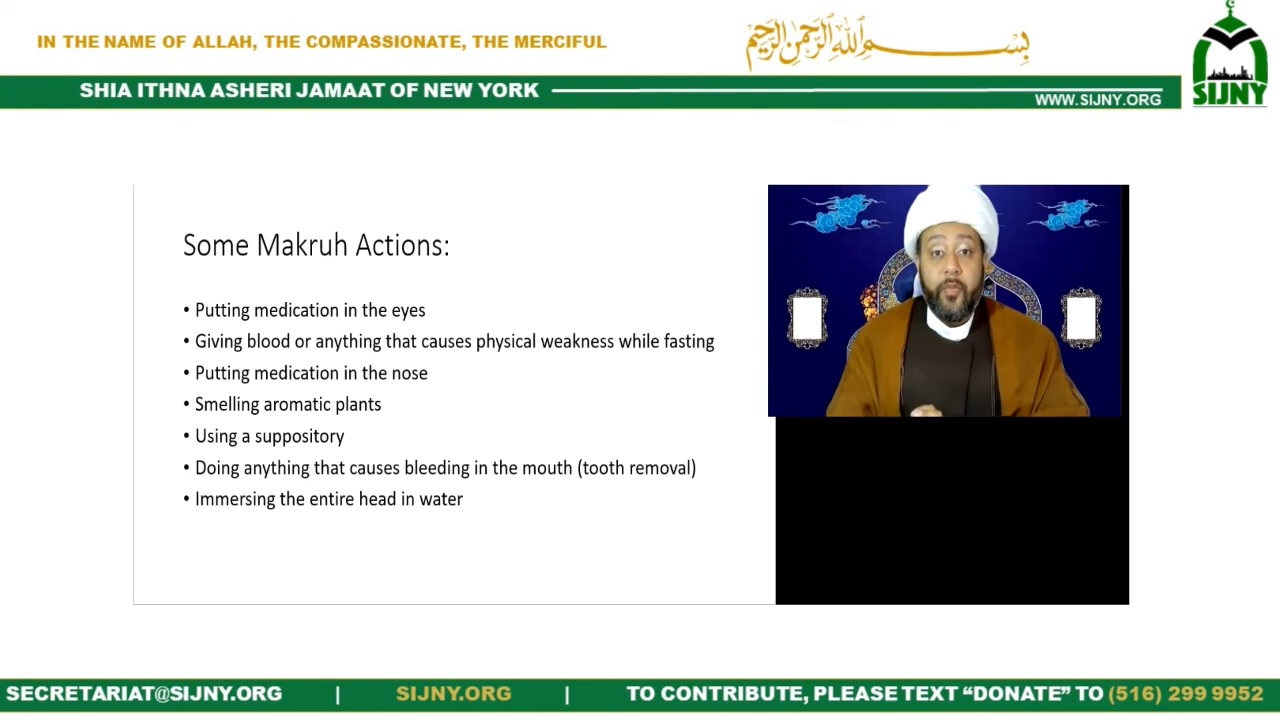 IN THE NAME OF ALLAH, THE COMPASSIONATE, THE MERCIFUL
بسم الله الرحمن الرحيم
SHIA ITHNA ASHERI JAMAAT OF NEW YORK
WWW.SIJNY.ORG
SIJNY
Some Makruh Actions:
• Putting medication in the eyes
• Giving blood or anything that causes physical weakness while fasting
• Putting medication in the nose
• Smelling aromatic plants
• Using a suppository
• Doing anything that causes bleeding in the mouth (tooth removal)
• Immersing the entire head in water
SECRETARIAT@SIJNY.ORG | SIJNY.ORG | TO CONTRIBUTE, PLEASE TEXT “DONATE” TO (516) 299 9952